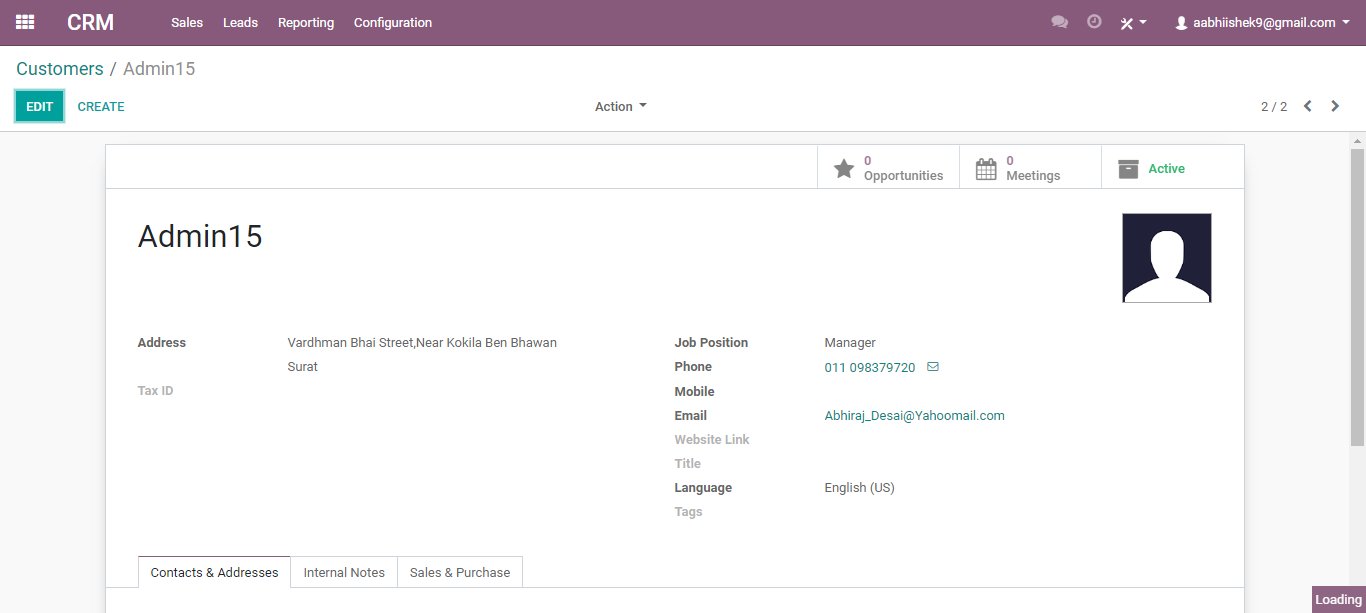 CRM Sales Leads Reporting Configuration aabhiishek9@gmail.com
Customers / Admin15
EDIT CREATE Action 2 / 2
0 Opportunities 0 Meetings Active
Admin15
Address Vardhman Bhai Street,Near Kokila Ben Bhawan Job Position Manager
Surat Phone 011 098379720
Tax ID Mobile
Email Abhiraj_Desai@Yahoomail.com
Website Link
Title
Language English (US)
Tags
Contacts & Addresses Internal Notes Sales & Purchase
Loading